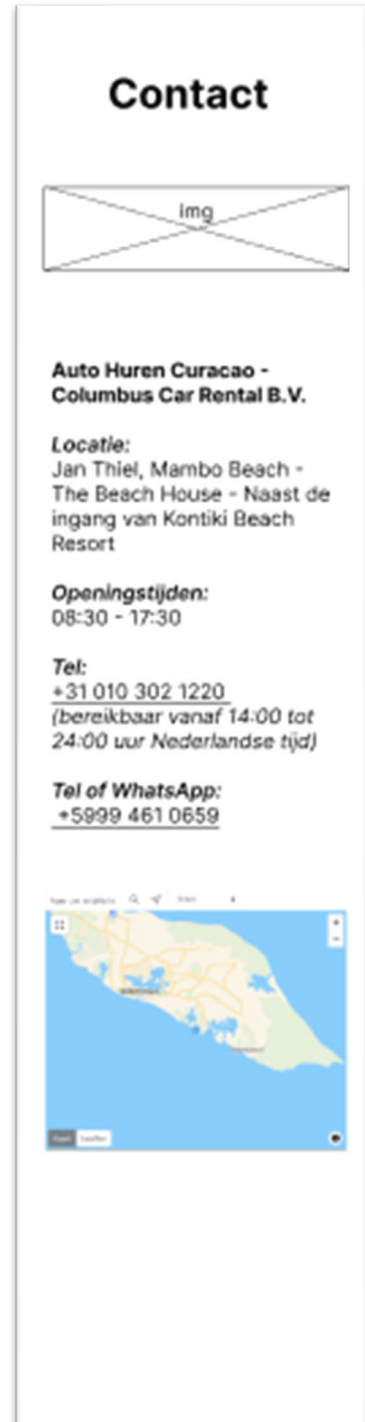 Contact
img
Auto Huren Curacao -
Columbus Car Rental B.V.
Locatie:
Jan Thiel, Mambo Beach -
The Beach House - Naast de
ingang van Kontiki Beach
Resort
Openingstijden:
08:30 - 17:30
Tel:
+31 010 302 1220
(bereikbaar vanaf 14:00 tot
24:00 uur Nederlandse tijd)
Tel of WhatsApp:
+5999 461 0659
+
-